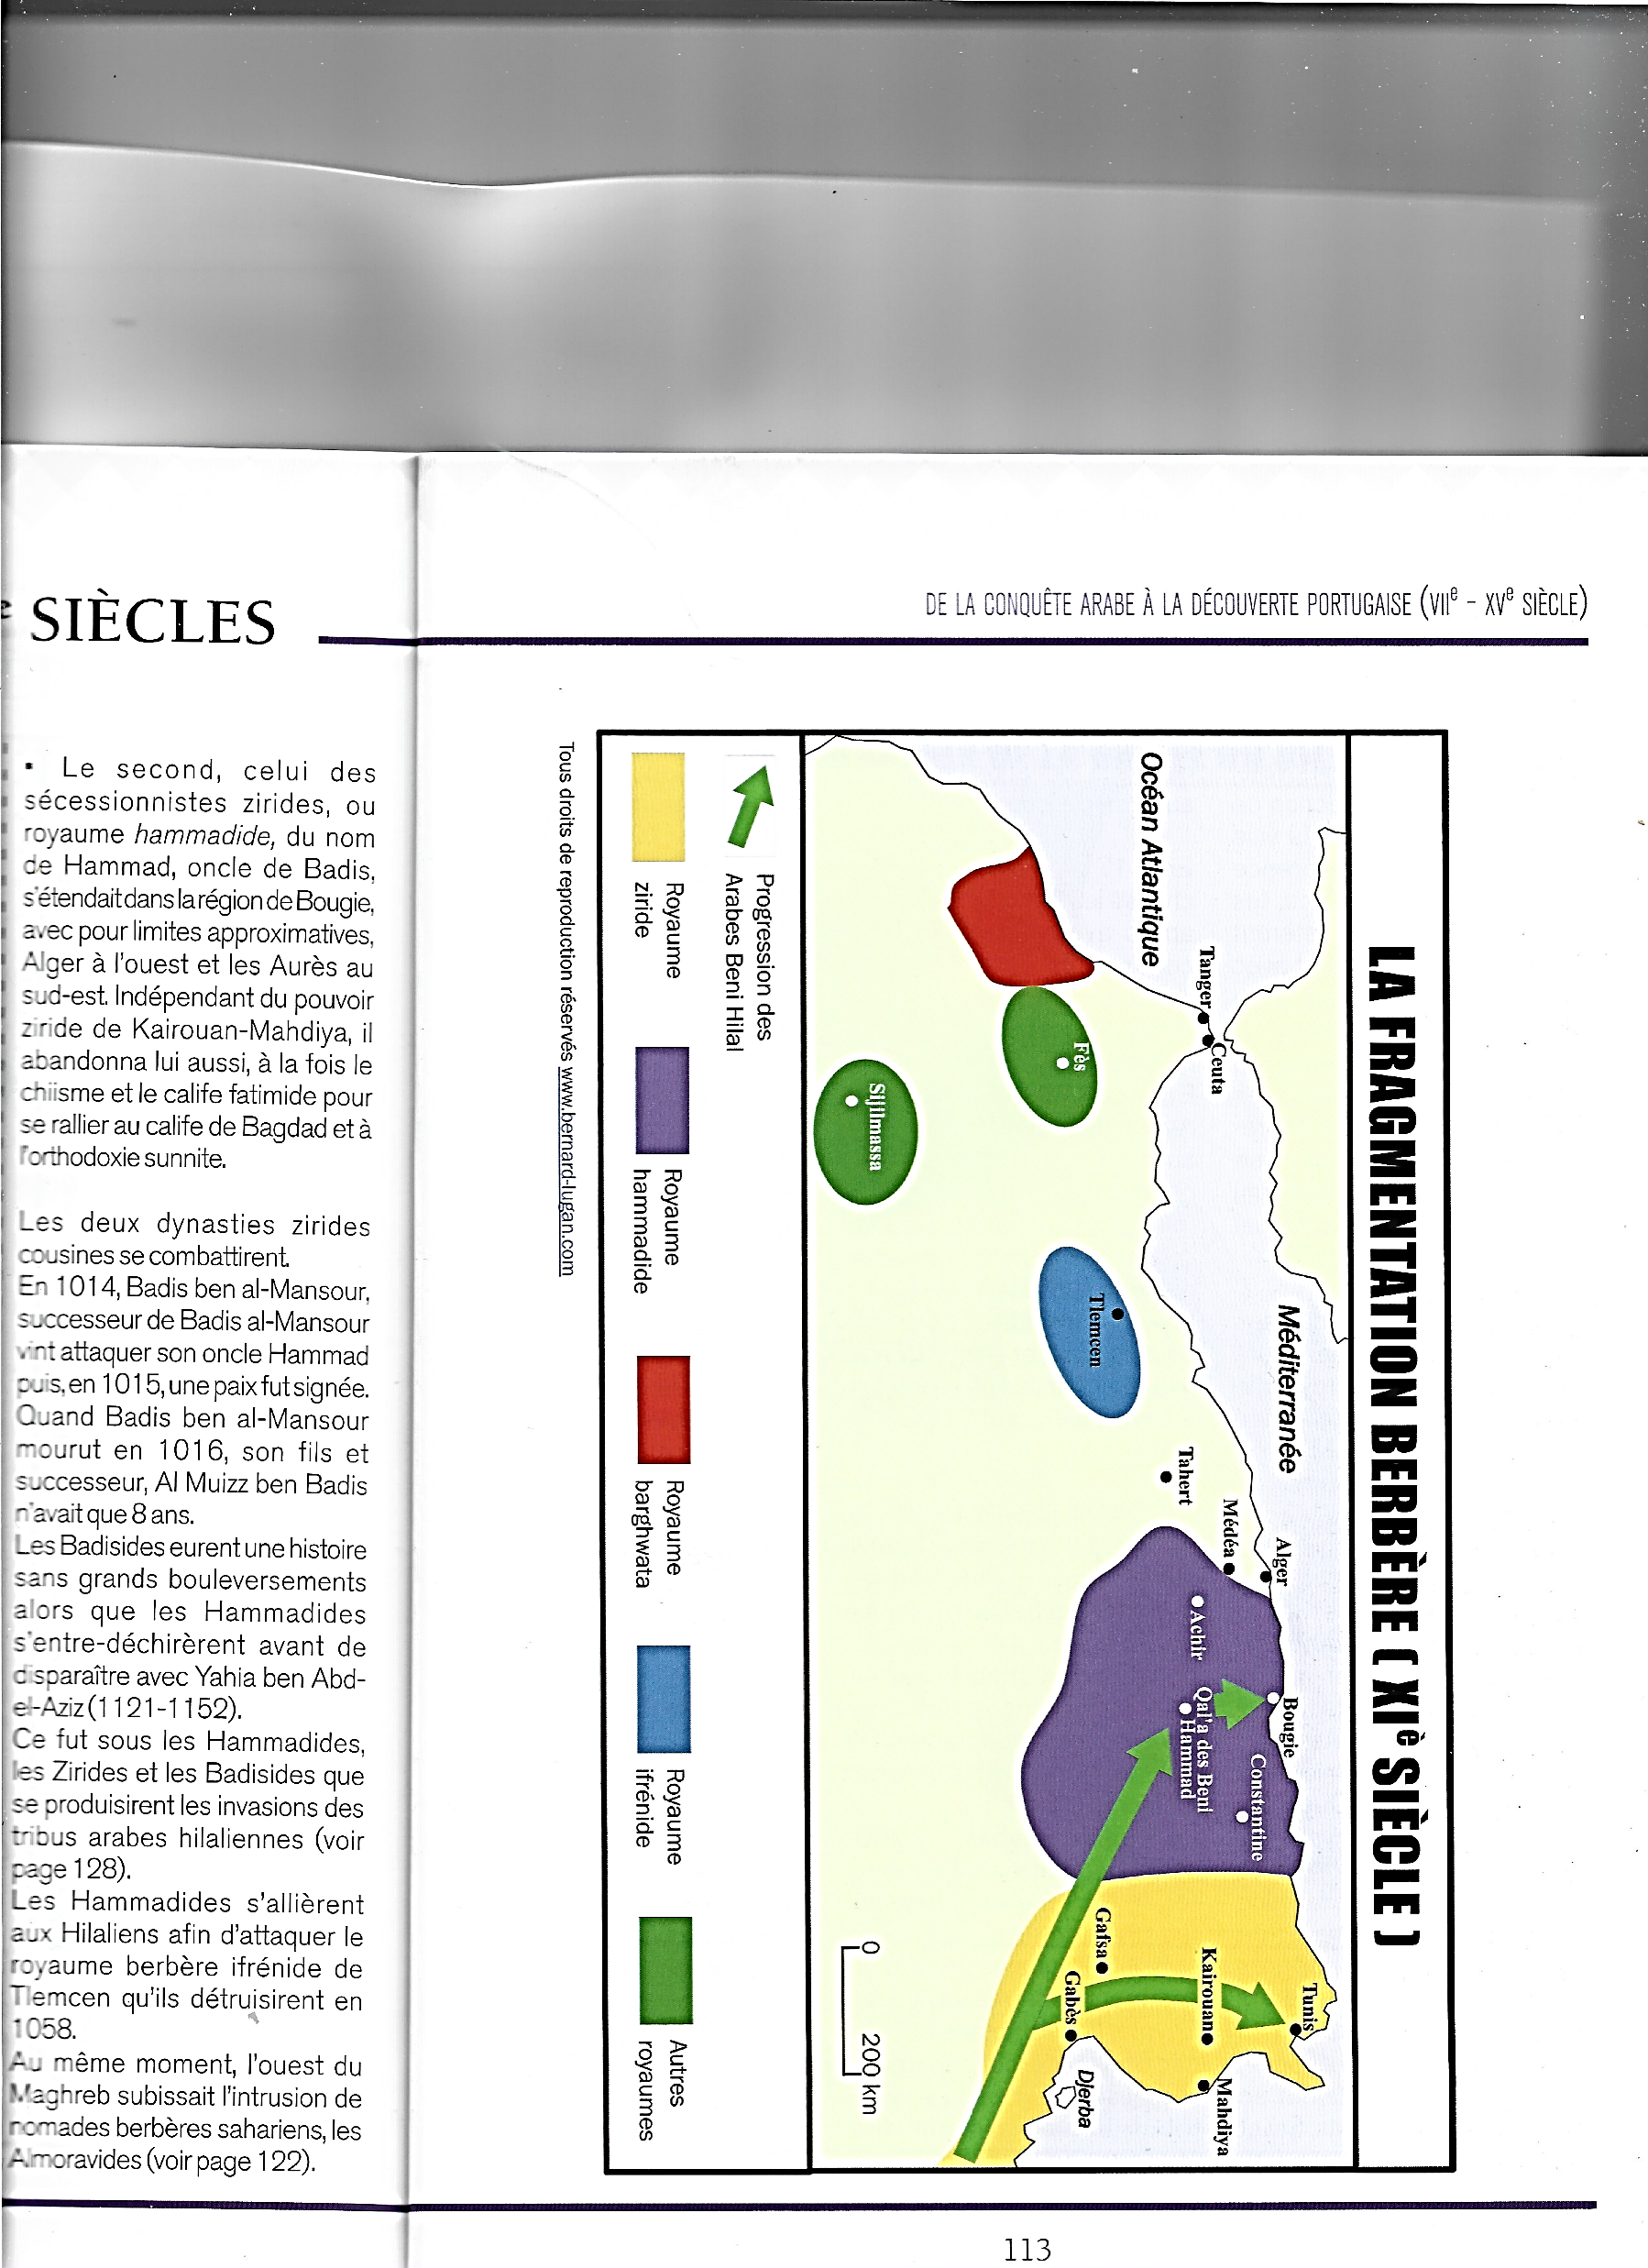 SIÈCLES
DE LA CONQUÊTE ARABE À LA DÉCOUVERTE PORTUGAISE (VIIe – XVe SIÈCLE)
▪ Le second, celui des
sécessionnistes zirides, ou
royaume hammadide, du nom
de Hammad, oncle de Badis,
s'étendait dans la région de Bougie,
avec pour limites approximatives,
Alger à l'ouest et les Aurès au
sud-est. Indépendant du pouvoir
ziride de Kairouan-Mahdiya, il
abandonna lui aussi, à la fois le
chiisme et le calife fatimide pour
se rallier au calife de Bagdad et à
l'orthodoxie sunnite.
Les deux dynasties zirides
cousines se combattirent.
En 1014, Badis ben al-Mansour,
successeur de Badis al-Mansour
vint attaquer son oncle Hammad
puis, en 1015, une paix fut signée.
Quand Badis ben al-Mansour
mourut en 1016, son fils et
successeur, Al Muizz ben Badis
n'avait que 8 ans.
Les Badisides eurent une histoire
sans grands bouleversements
alors que les Hammadides
s'entre-déchirèrent avant de
disparaître avec Yahia ben Abd-
el-Aziz (1121-1152).
Ce fut sous les Hammadides,
les Zirides et les Badisides que
se produisirent les invasions des
tribus arabes hilaliennes (voir
page 128).
Les Hammadides s'allièrent
aux Hilaliens afin d'attaquer le
royaume berbère ifrénide de
Tlemcen qu'ils détruisirent en
1058.
Au même moment, l'ouest du
Maghreb subissait l'intrusion de
nomades berbères sahariens, les
Almoravides (voir page 122).
LA FRAGMENTATION BERBÈRE ( XIè SIÈCLE )
Océan Atlantique
Méditerranée
Tanger
Ceuta
Fès
Sijilmassa
Tlemcen
Tahert
Médéa
Alger
Achir
Bougie
Qal'a des Beni
Hammad
Constantine
Gafsa
Gabès
Kairouan
Tunis
Mahdiya
Djerba
0
200 km
Progression des
Arabes Beni Hilal
Royaume
ziride
Royaume
hammadide
Royaume
barghwata
Royaume
ifrénide
Autres
royaumes
Tous droits de reproduction réservés www.bernard-lugan.com
113